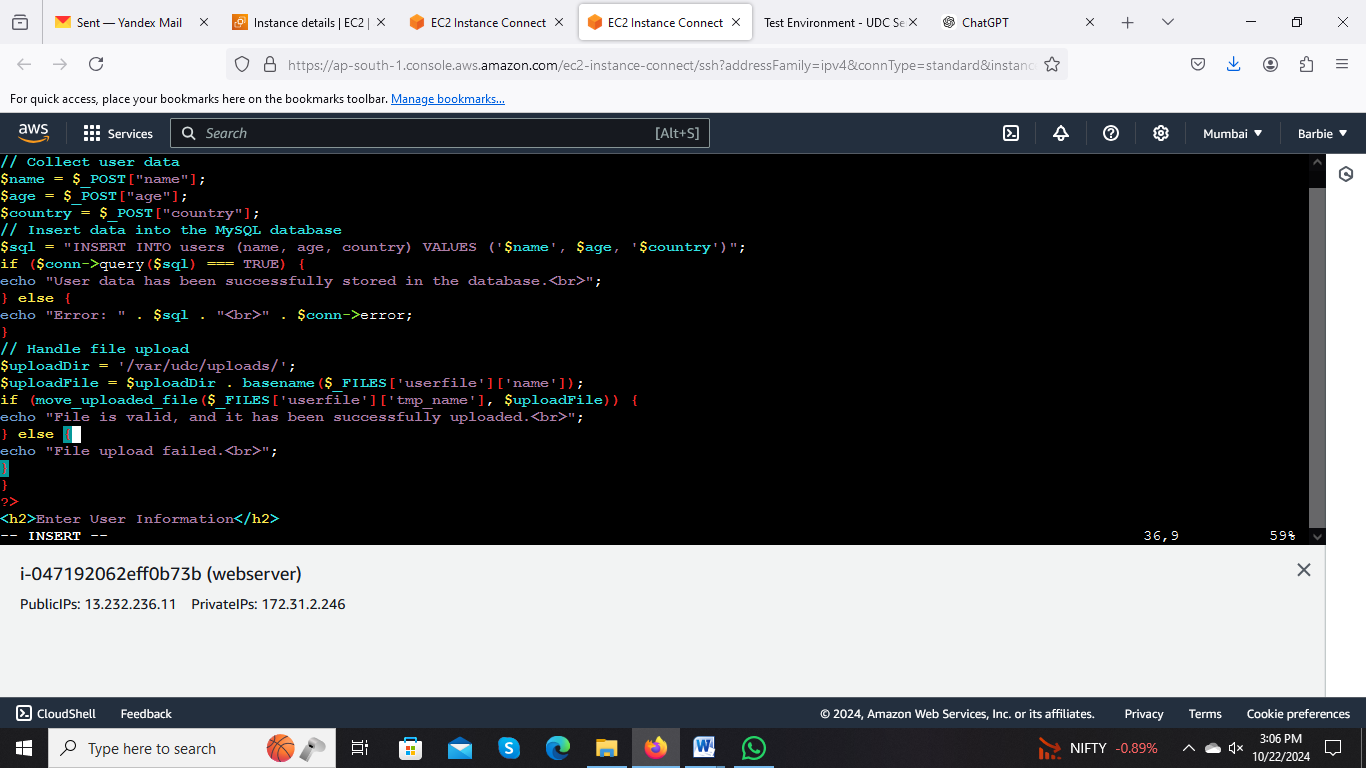 Sent — Yandex Mail
Instance details | EC2 |
EC2 Instance Connect
EC2 Instance Connect
Test Environment - UDC Se
ChatGPT
https://ap-south-1.console.aws.amazon.com/ec2-instance-connect/ssh?addressFamily=ipv4&connType=standard&instanc
For quick access, place your bookmarks here on the bookmarks toolbar. Manage bookmarks...
aws
Services
Search
[Alt+S]
Mumbai
Barbie
// Collect user data
$name = $_POST["name"];
$age = $_POST["age"];
$country = $_POST["country"];
// Insert data into the MySQL database
$sql = "INSERT INTO users (name, age, country) VALUES ('$name', $age, '$country')";
if ($conn->query($sql) === TRUE) {
echo "User data has been successfully stored in the database.<br>";
} else {
echo "Error: " . $sql . "<br>" . $conn->error;
}
// Handle file upload
$uploadDir = '/var/udc/uploads/';
$uploadFile = $uploadDir . basename($_FILES['userfile']['name']);
if (move_uploaded_file($_FILES['userfile']['tmp_name'], $uploadFile)) {
echo "File is valid, and it has been successfully uploaded.<br>";
} else {
echo "File upload failed.<br>";
}
}
?>
<h2>Enter User Information</h2>
-- INSERT --
36,9
59%
i-047192062eff0b73b (webserver)
PublicIPs: 13.232.236.11 PrivateIPs: 172.31.2.246
CloudShell
Feedback
© 2024, Amazon Web Services, Inc. or its affiliates.
Privacy
Terms
Cookie preferences
Type here to search
NIFTY -0.89%
3:06 PM
10/22/2024